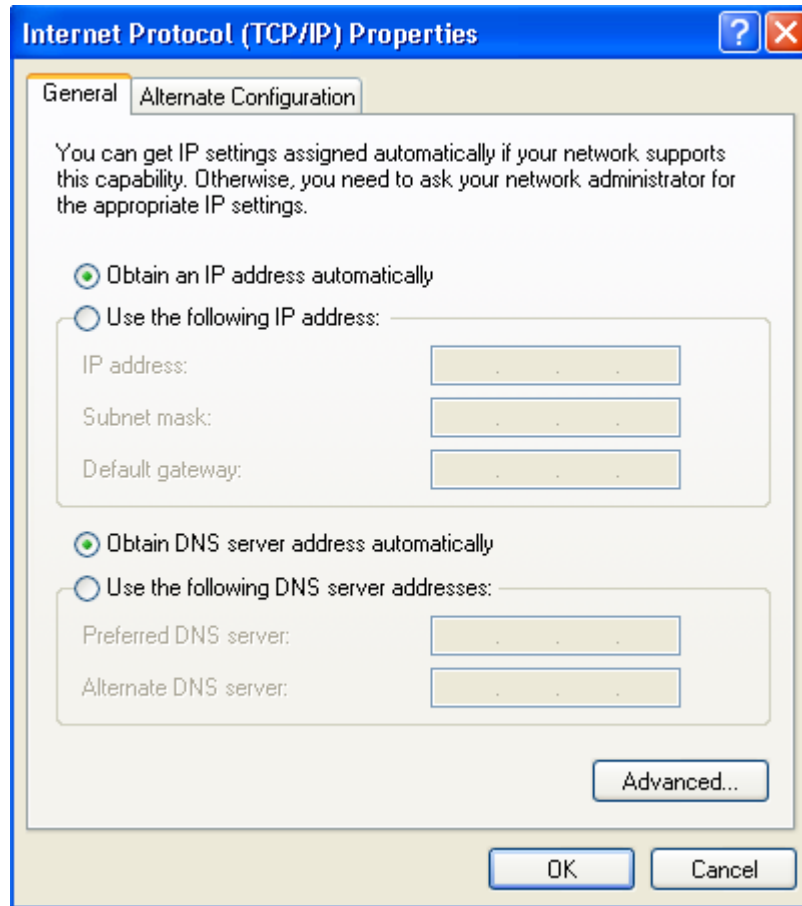 Internet Protocol (TCP/IP) Properties
General
Alternate Configuration
You can get IP settings assigned automatically if your network supports
this capability. Otherwise, you need to ask your network administrator for
the appropriate IP settings.
Obtain an IP address automatically
Use the following IP address:
IP address:
Subnet mask:
Default gateway:
Obtain DNS server address automatically
Use the following DNS server addresses:
Preferred DNS server:
Alternate DNS server:
Advanced...
OK
Cancel